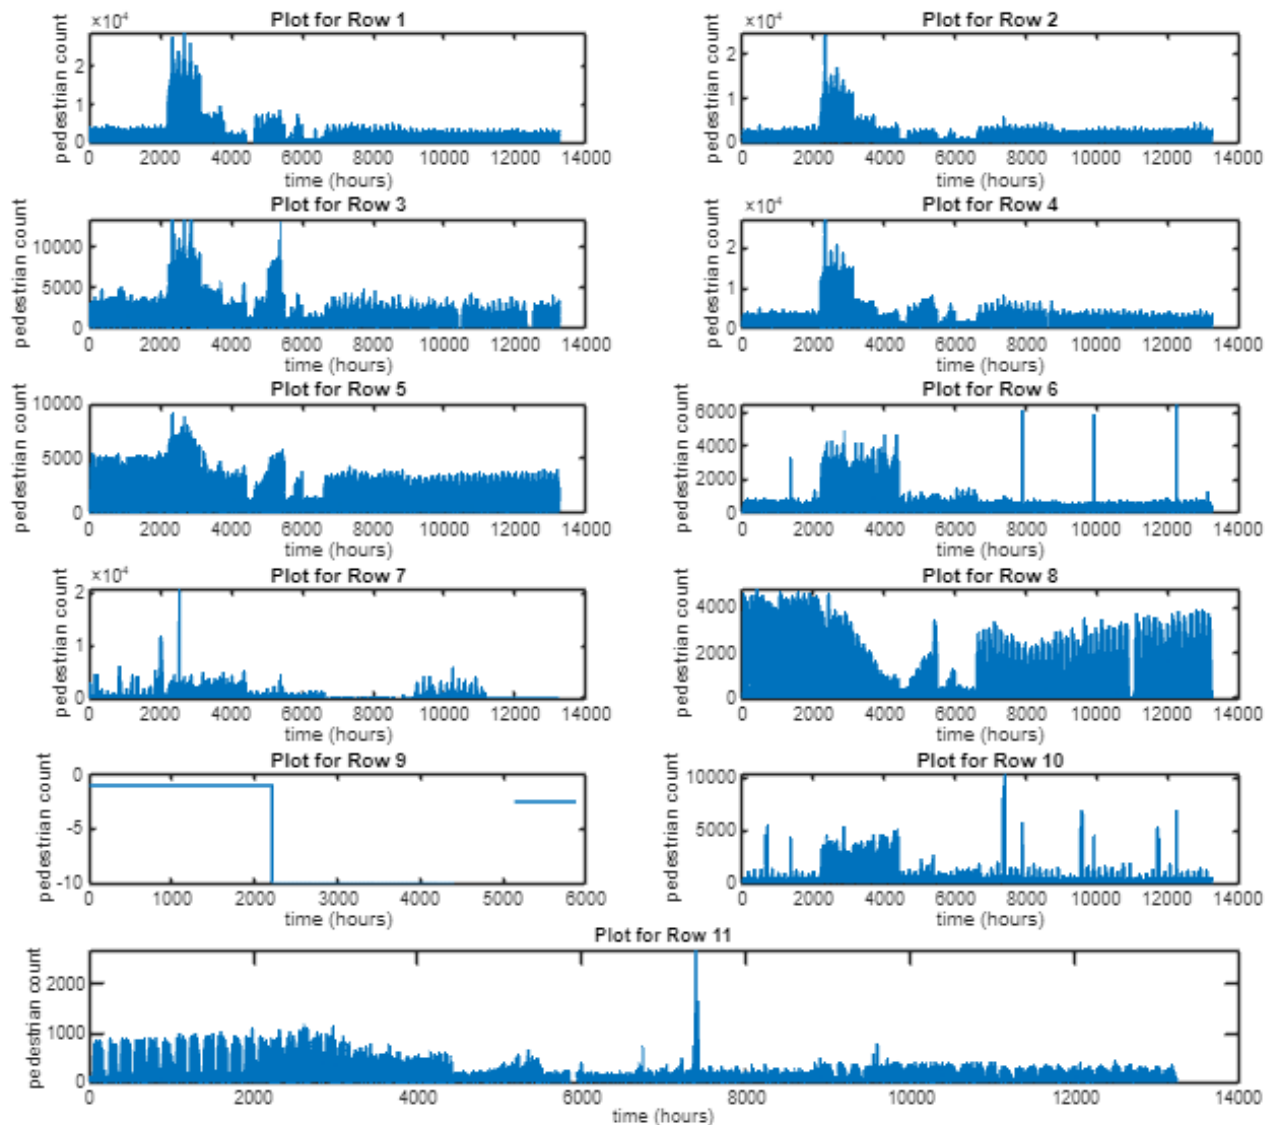 Plot for Row 1
×10⁴
pedestrian count
2
1
0
0 2000 4000 6000 8000 10000 12000 14000
time (hours)
Plot for Row 2
×10⁴
pedestrian count
2
1
0
0 2000 4000 6000 8000 10000 12000 14000
time (hours)
Plot for Row 3
pedestrian count
10000
5000
0
0 2000 4000 6000 8000 10000 12000 14000
time (hours)
Plot for Row 4
×10⁴
pedestrian count
2
1
0
0 2000 4000 6000 8000 10000 12000 14000
time (hours)
Plot for Row 5
pedestrian count
10000
5000
0
0 2000 4000 6000 8000 10000 12000 14000
time (hours)
Plot for Row 6
pedestrian count
6000
4000
2000
0
0 2000 4000 6000 8000 10000 12000 14000
time (hours)
Plot for Row 7
×10⁴
pedestrian count
2
1
0
0 2000 4000 6000 8000 10000 12000 14000
time (hours)
Plot for Row 8
pedestrian count
4000
2000
0
0 2000 4000 6000 8000 10000 12000 14000
time (hours)
Plot for Row 9
pedestrian count
0
-5
-10
0 1000 2000 3000 4000 5000 6000
time (hours)
Plot for Row 10
pedestrian count
10000
5000
0
0 2000 4000 6000 8000 10000 12000 14000
time (hours)
Plot for Row 11
pedestrian count
2000
1000
0
0 2000 4000 6000 8000 10000 12000 14000
time (hours)